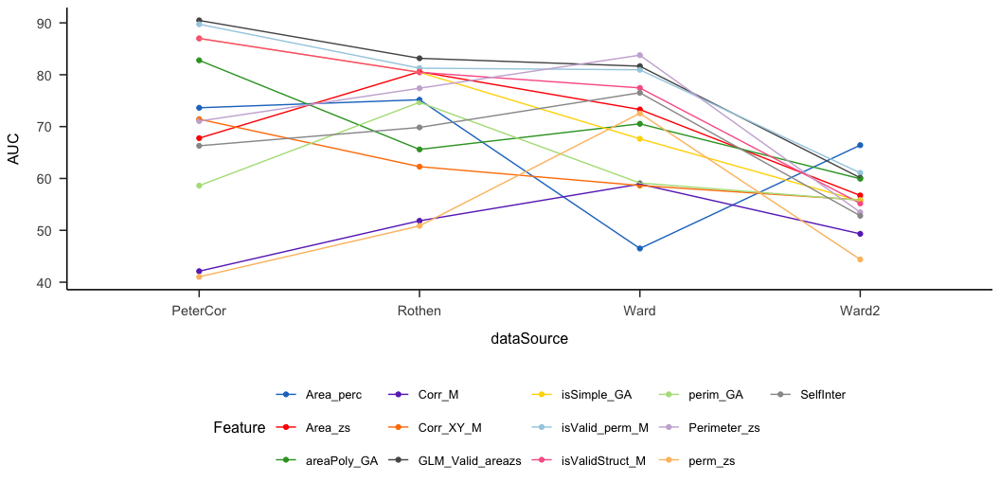 90
80
70
60
50
40
AUC
PeterCor Rothen Ward Ward2
dataSource
Feature
Area_perc Corr_M isSimple_GA perim_GA SelfInter
Area_zs Corr_XY_M isValid_perm_M Perimeter_zs
areaPoly_GA GLM_Valid_areazs isValidStruct_M perm_zs